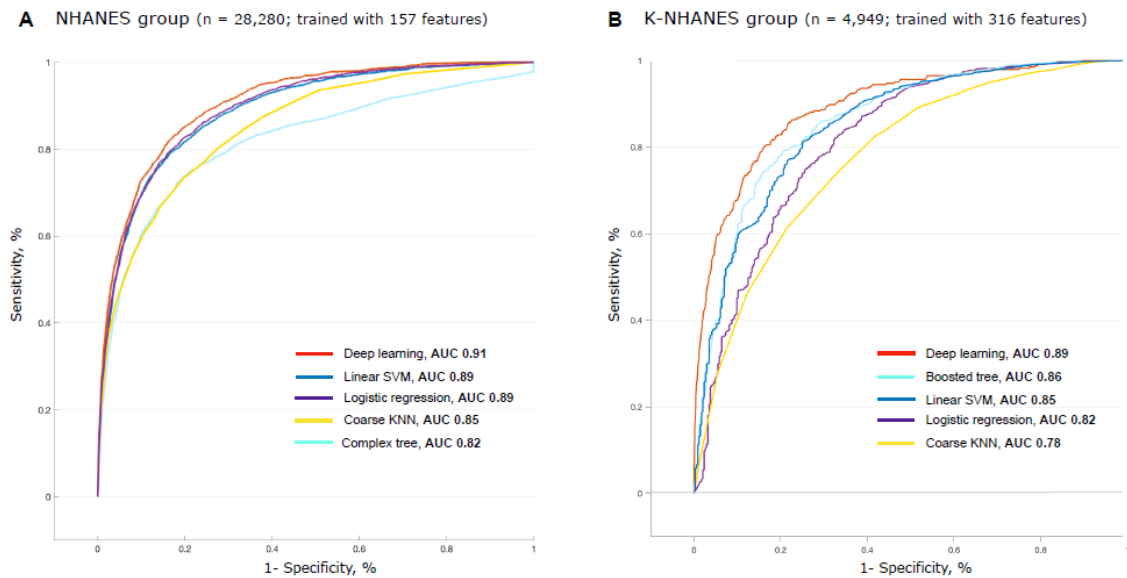 A NHANES group (n = 28,280; trained with 157 features)
1
0.8
0.6
0.4
0.2
0
0
0.2
0.4
0.6
0.8
1
Sensitivity, %
1- Specificity, %
Deep learning, AUC 0.91
Linear SVM, AUC 0.89
Logistic regression, AUC 0.89
Coarse KNN, AUC 0.85
Complex tree, AUC 0.82
B K-NHANES group (n = 4,949; trained with 316 features)
1
0.8
0.6
0.4
0.2
0
0
0.2
0.4
0.6
0.8
1
Sensitivity, %
1- Specificity, %
Deep learning, AUC 0.89
Boosted tree, AUC 0.86
Linear SVM, AUC 0.85
Logistic regression, AUC 0.82
Coarse KNN, AUC 0.78